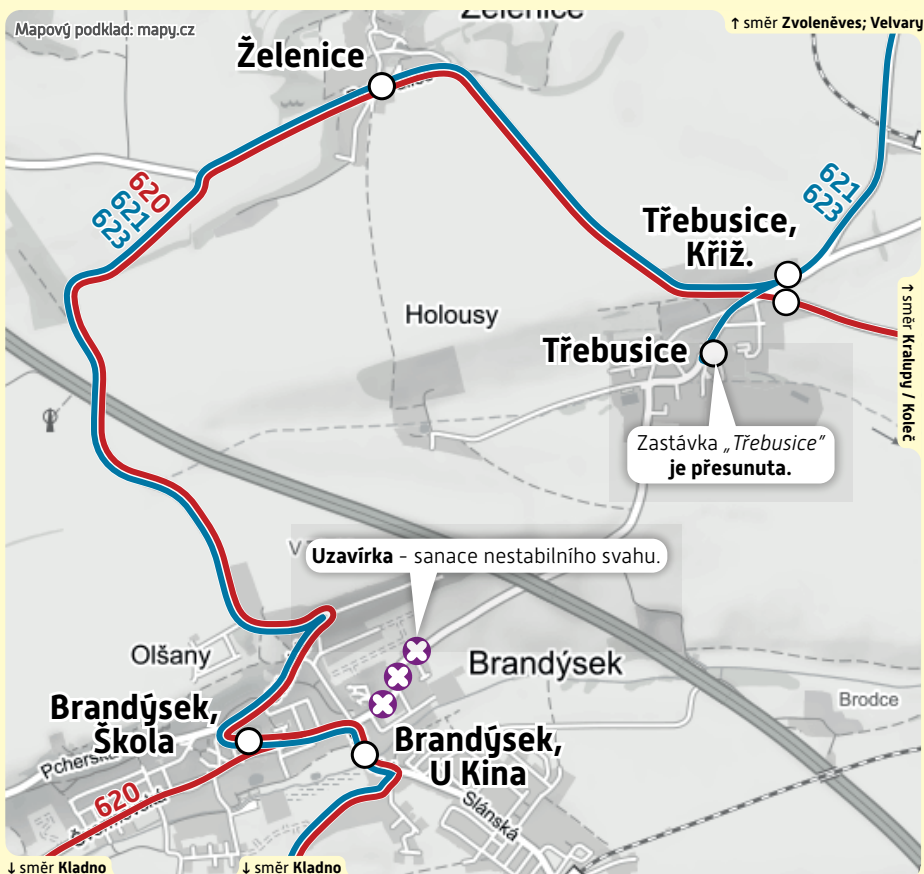 Zelenice
Mapový podklad: mapy.cz
↑ směr Zvoleněves; Velvary
Želenice
620
621
623
621
623
Třebusice,
Křiž.
Holousy
↑ směr Kralupy / Koleč
Třebusice
Zastávka „Třebusice”
je přesunuta.
Uzavírka - sanace nestabilního svahu.
Olšany
Brandýsek
Brandýsek,
Škola
Brodce
Brandýsek,
U Kina
620
Slánská
↓ směr Kladno
↓ směr Kladno